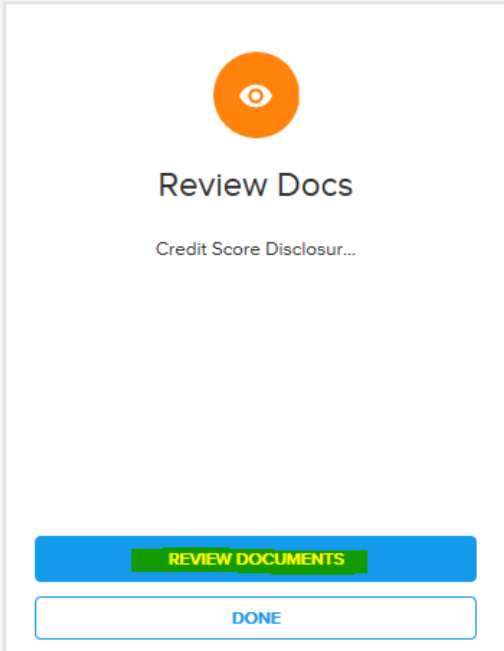 Review Docs
Credit Score Disclosur...
REVIEW DOCUMENTS
DONE